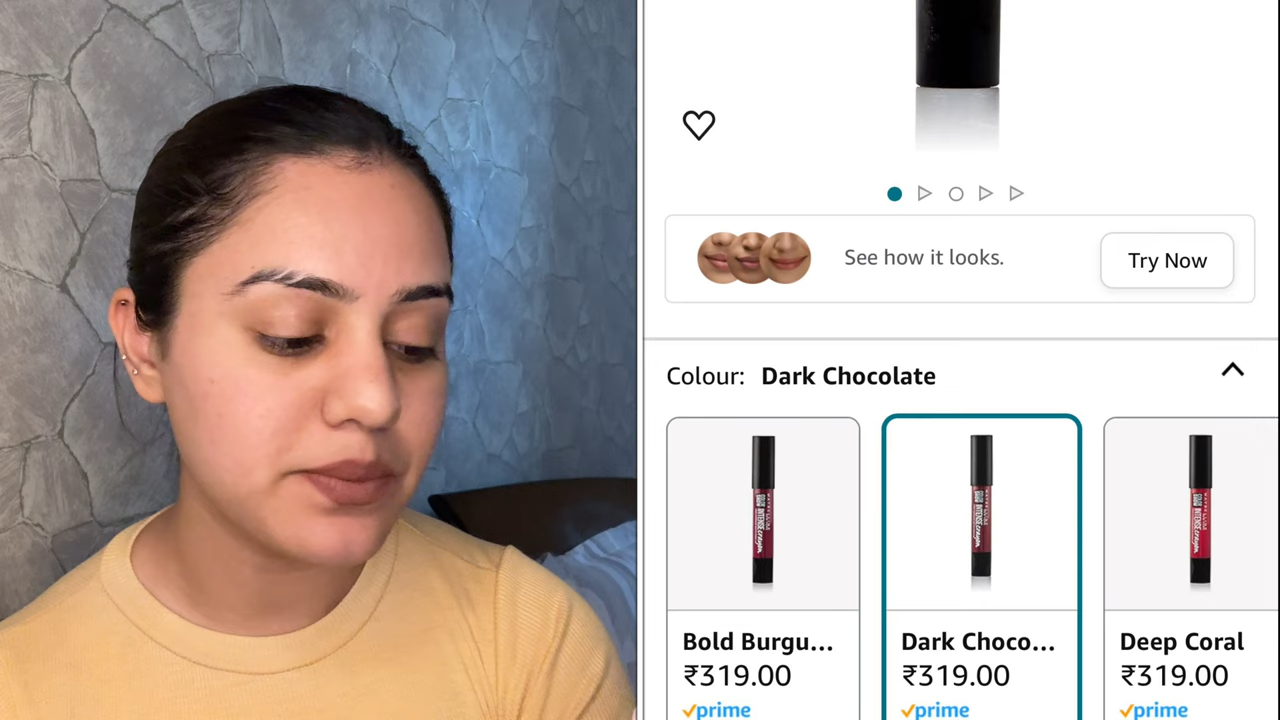 See how it looks.
Try Now
Colour: Dark Chocolate
Bold Burgu...
₹319.00
prime
Dark Choco...
₹319.00
prime
Deep Coral
₹319.00
prime